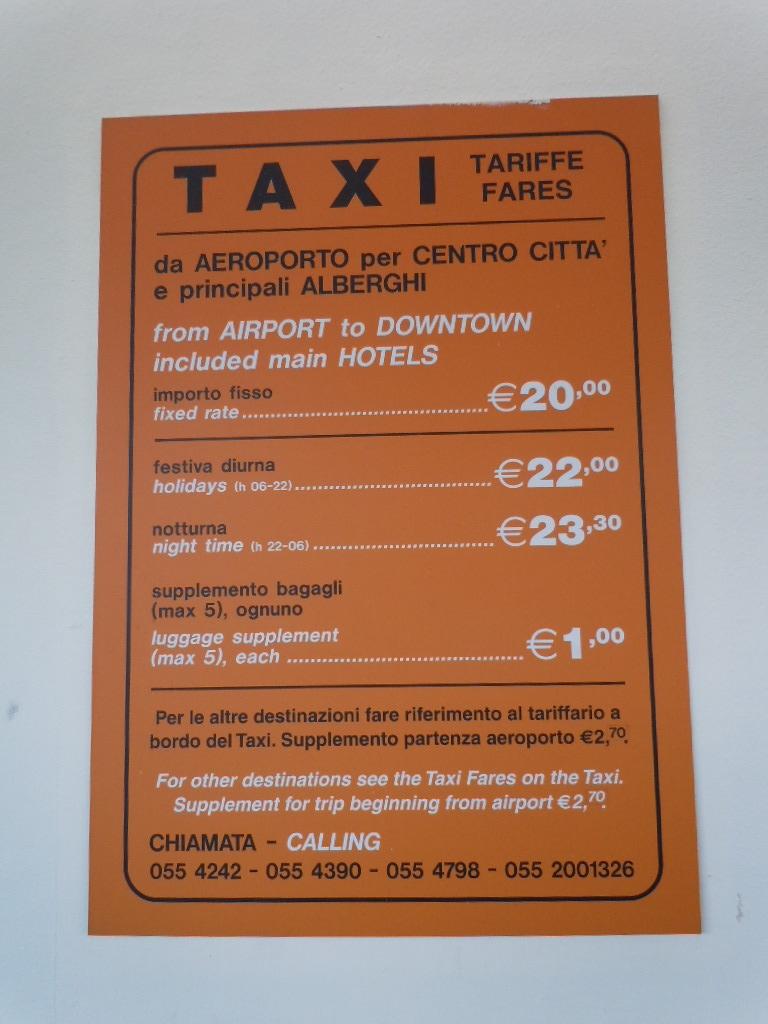 TAXI TARIFFE FARES
da AEROPORTO per CENTRO CITTA'
e principali ALBERGHI
from AIRPORT to DOWNTOWN
included main HOTELS
importo fisso
fixed rate........................................ €20,00
festiva diurna
holidays (h 06-22)................................ €22,00
notturna
night time (h 22-06).............................. €23,30
supplemento bagagli
(max 5), ognuno
luggage supplement
(max 5), each ........................................ €1,00
Per le altre destinazioni fare riferimento al tariffario a
bordo del Taxi. Supplemento partenza aeroporto €2,70.
For other destinations see the Taxi Fares on the Taxi.
Supplement for trip beginning from airport €2,70.
CHIAMATA - CALLING
055 4242 - 055 4390 - 055 4798 - 055 2001326